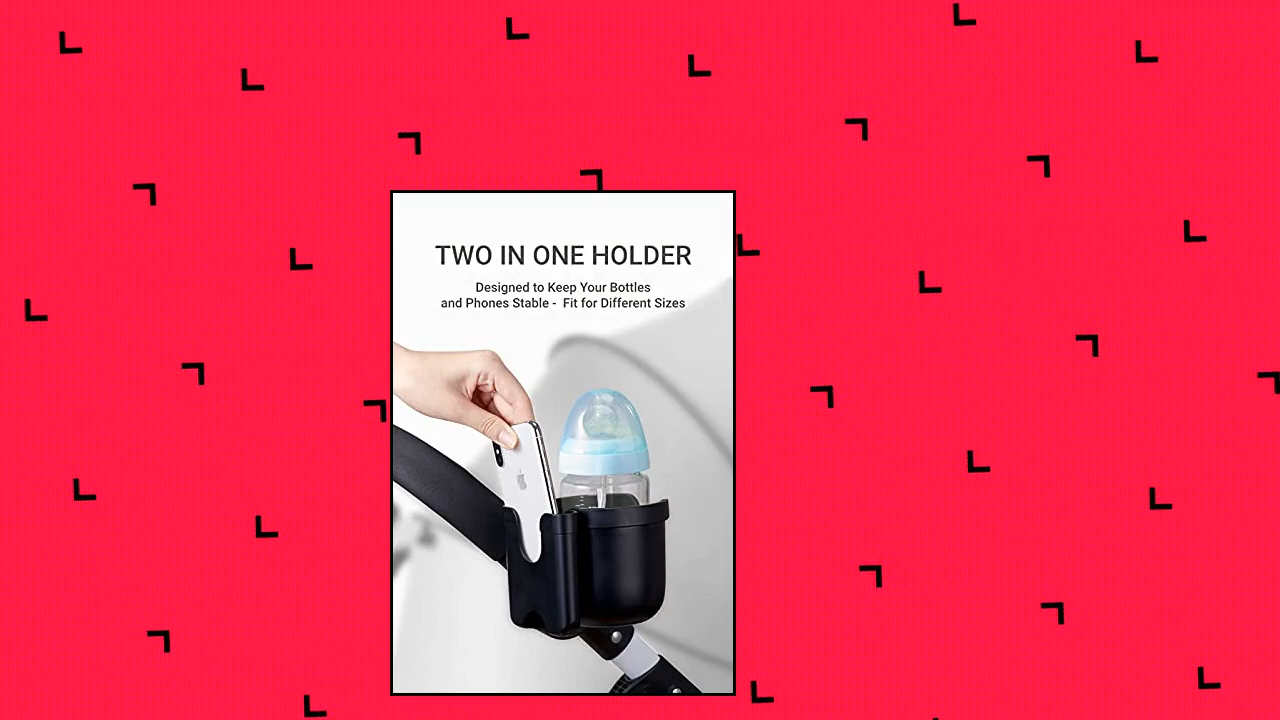 TWO IN ONE HOLDER
Designed to Keep Your Bottles
and Phones Stable -  Fit for Different Sizes